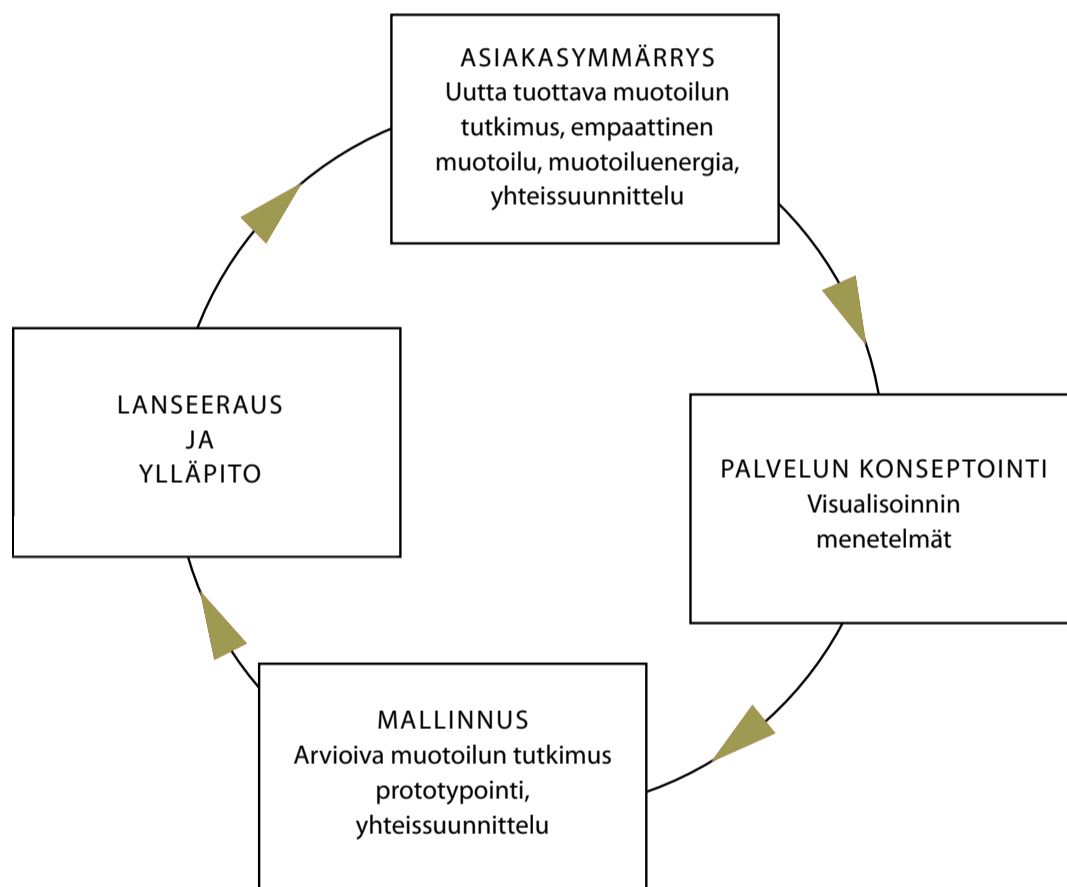 ASIAKASYMMÄRRYS
Uutta tuottava muotoilun
tutkimus, empaattinen
muotoilu, muotoiluenergia,
yhteissuunnittelu
PALVELUN KONSEPTOINTI
Visualisoinnin
menetelmät
MALLINNUS
Arvioiva muotoilun tutkimus
prototypointi,
yhteissuunnittelu
LANSEERAUS
JA
YLLÄPITO